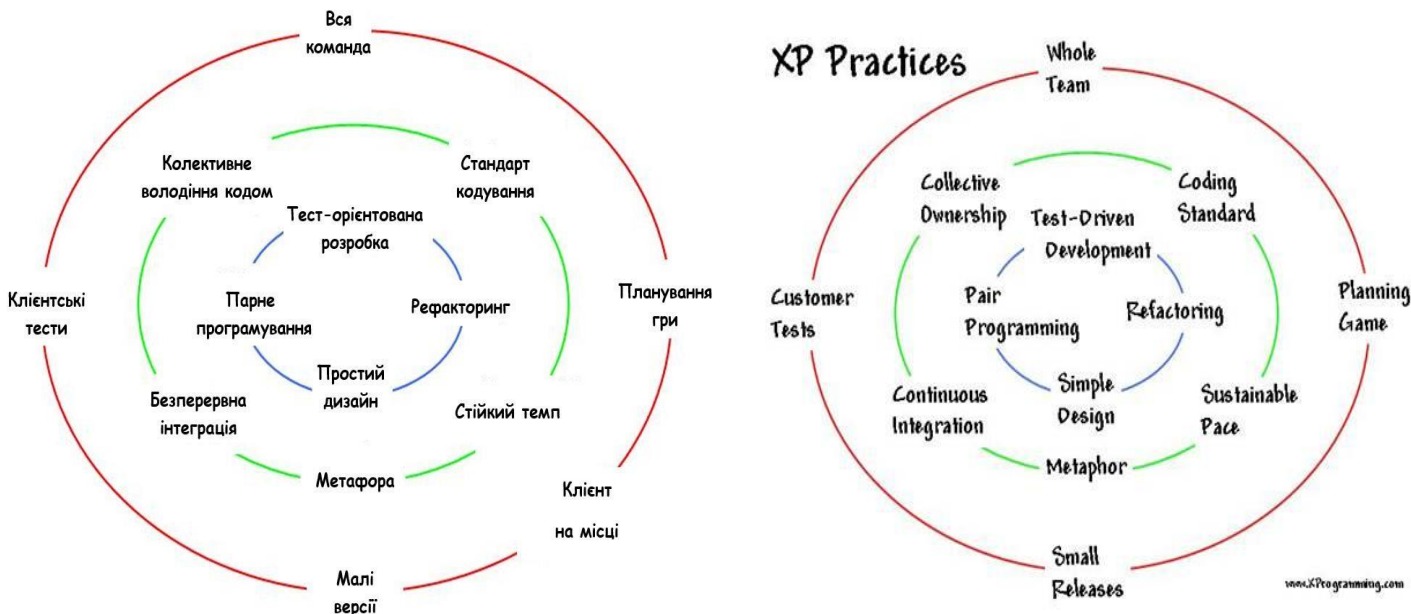 Вся
команда
Колективне
володіння кодом
Стандарт
кодування
Тест-орієнтована
розробка
Клієнтські
тести
Парне
програмування
Рефакторинг
Планування
гри
Простий
дизайн
Безперервна
інтеграція
Стійкий темп
Метафора
Клієнт
на місці
Малі
версії
XP Practices
Whole
Team
Collective
Ownership
Coding
Standard
Test-Driven
Development
Customer
Tests
Pair
Programming
Refactoring
Planning
Game
Simple
Design
Continuous
Integration
Sustainable
Pace
Metaphor
Small
Releases
www.XProgramming.com